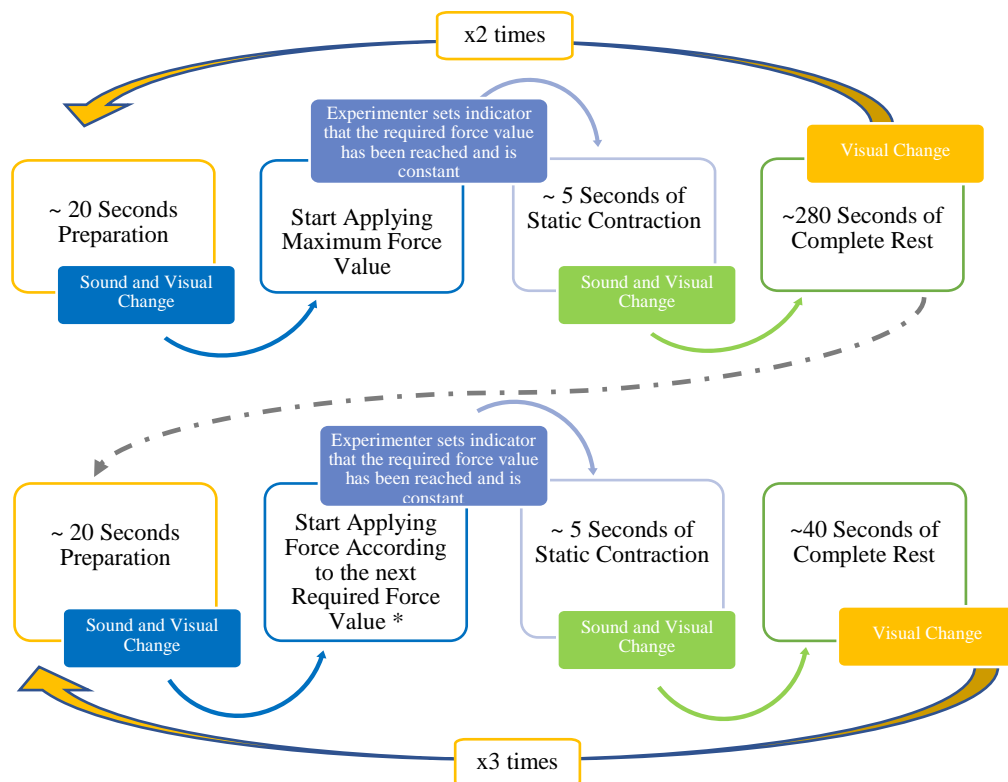 x2 times
Experimenter sets indicator
that the required force value
has been reached and is
constant
Visual Change
~ 20 Seconds
Preparation
Sound and Visual
Change
Start Applying
Maximum Force
Value
~ 5 Seconds of
Static Contraction
Sound and Visual
Change
~280 Seconds of
Complete Rest
Experimenter sets indicator
that the required force value
has been reached and is
constant
~ 20 Seconds
Preparation
Sound and Visual
Change
Start Applying
Force According
to the next
Required Force
Value *
~ 5 Seconds of
Static Contraction
Sound and Visual
Change
~40 Seconds of
Complete Rest
Visual Change
x3 times